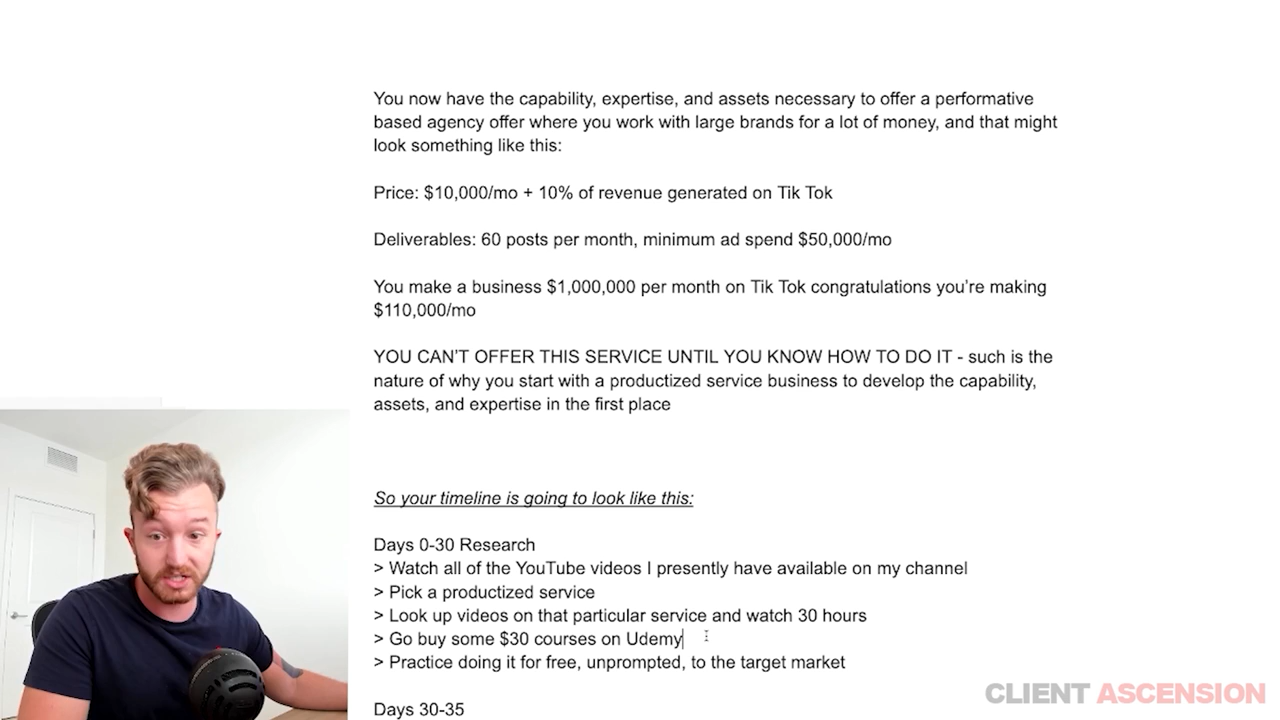 You now have the capability, expertise, and assets necessary to offer a performative
based agency offer where you work with large brands for a lot of money, and that might
look something like this:
Price: $10,000/mo + 10% of revenue generated on Tik Tok
Deliverables: 60 posts per month, minimum ad spend $50,000/mo
You make a business $1,000,000 per month on Tik Tok congratulations you're making
$110,000/mo
YOU CAN'T OFFER THIS SERVICE UNTIL YOU KNOW HOW TO DO IT - such is the
nature of why you start with a productized service business to develop the capability,
assets, and expertise in the first place
So your timeline is going to look like this:
Days 0-30 Research
> Watch all of the YouTube videos I presently have available on my channel
> Pick a productized service
> Look up videos on that particular service and watch 30 hours
> Go buy some $30 courses on Udemy
> Practice doing it for free, unprompted, to the target market
Days 30-35
CLIENT ASCENSION